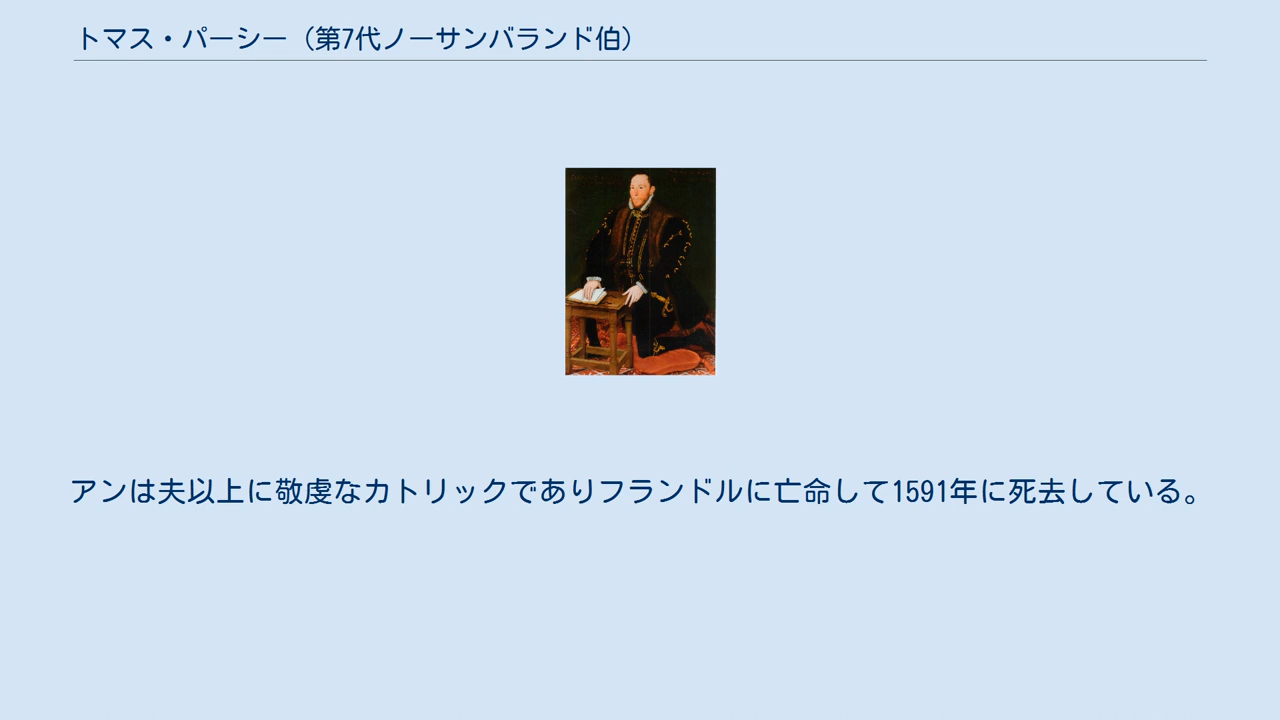 トマス・パーシー（第7代ノーサンバランド伯）
アンは夫以上に敬虔なカトリックでありフランドルに亡命して1591年に死去している。